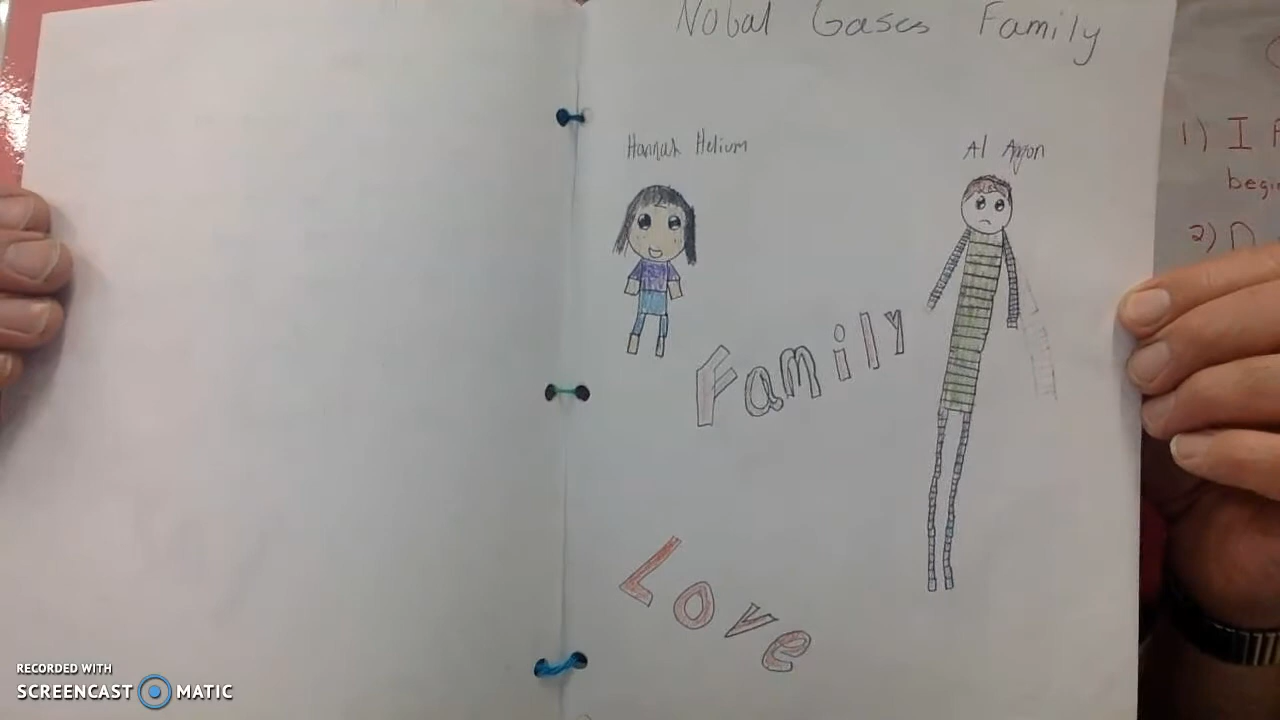 Nobal Gases Family
Hannah Helium
Al Argon
Family
Love
1) I
begi
2)
RECORDED WITH
SCREENCAST MATIC